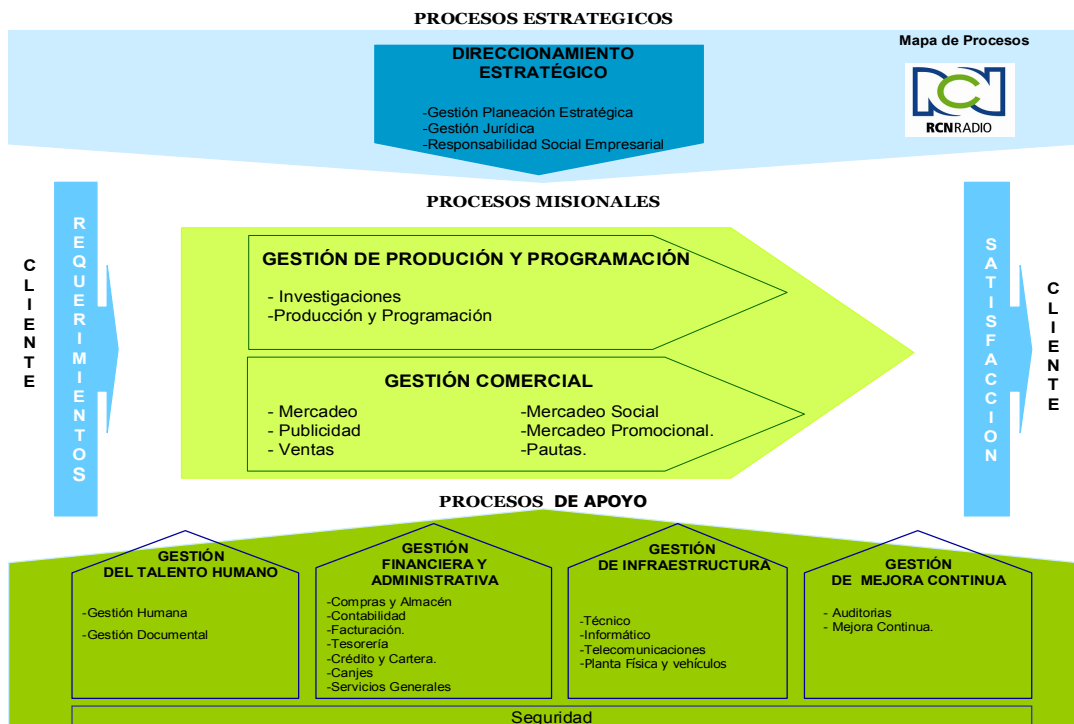 PROCESOS ESTRATEGICOS
Mapa de Procesos
RCN RADIO
DIRECCIONAMIENTO
ESTRATÉGICO
-Gestión Planeación Estratégica
-Gestión Jurídica
-Responsabilidad Social Empresarial
PROCESOS MISIONALES
CLIENTE
REQUERIMIENTOS
GESTIÓN DE PRODUCIÓN Y PROGRAMACIÓN
- Investigaciones
-Producción y Programación
GESTIÓN COMERCIAL
- Mercadeo
- Publicidad
- Ventas
-Mercadeo Social
-Mercadeo Promocional.
-Pautas.
SATISFACCION
CLIENTE
PROCESOS DE APOYO
GESTIÓN
DEL TALENTO HUMANO
-Gestión Humana
-Gestión Documental
GESTIÓN
FINANCIERA Y
ADMINISTRATIVA
-Compras y Almacén
-Contabilidad
-Facturación.
-Tesorería
-Crédito y Cartera.
-Canjes
-Servicios Generales
GESTIÓN
DE INFRAESTRUCTURA
-Técnico
-Informático
-Telecomunicaciones
-Planta Física y vehículos
GESTIÓN
DE MEJORA CONTINUA
- Auditorias
- Mejora Continua.
Seguridad